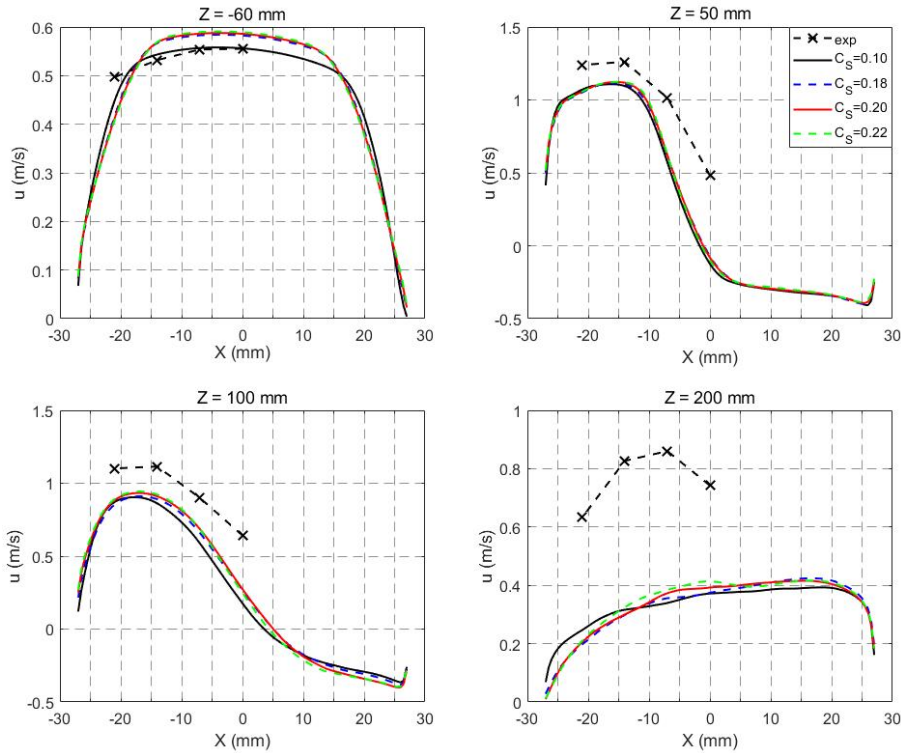 Z = -60 mm
0.6
0.5
0.4
0.3
0.2
0.1
0
u (m/s)
-30 -20 -10 0 10 20 30
X (mm)
Z = 50 mm
1.5
1
0.5
0
-0.5
u (m/s)
-30 -20 -10 0 10 20 30
X (mm)
exp
C_S=0.10
C_S=0.18
C_S=0.20
C_S=0.22
Z = 100 mm
1.5
1
0.5
0
-0.5
u (m/s)
-30 -20 -10 0 10 20 30
X (mm)
Z = 200 mm
1
0.8
0.6
0.4
0.2
0
u (m/s)
-30 -20 -10 0 10 20 30
X (mm)